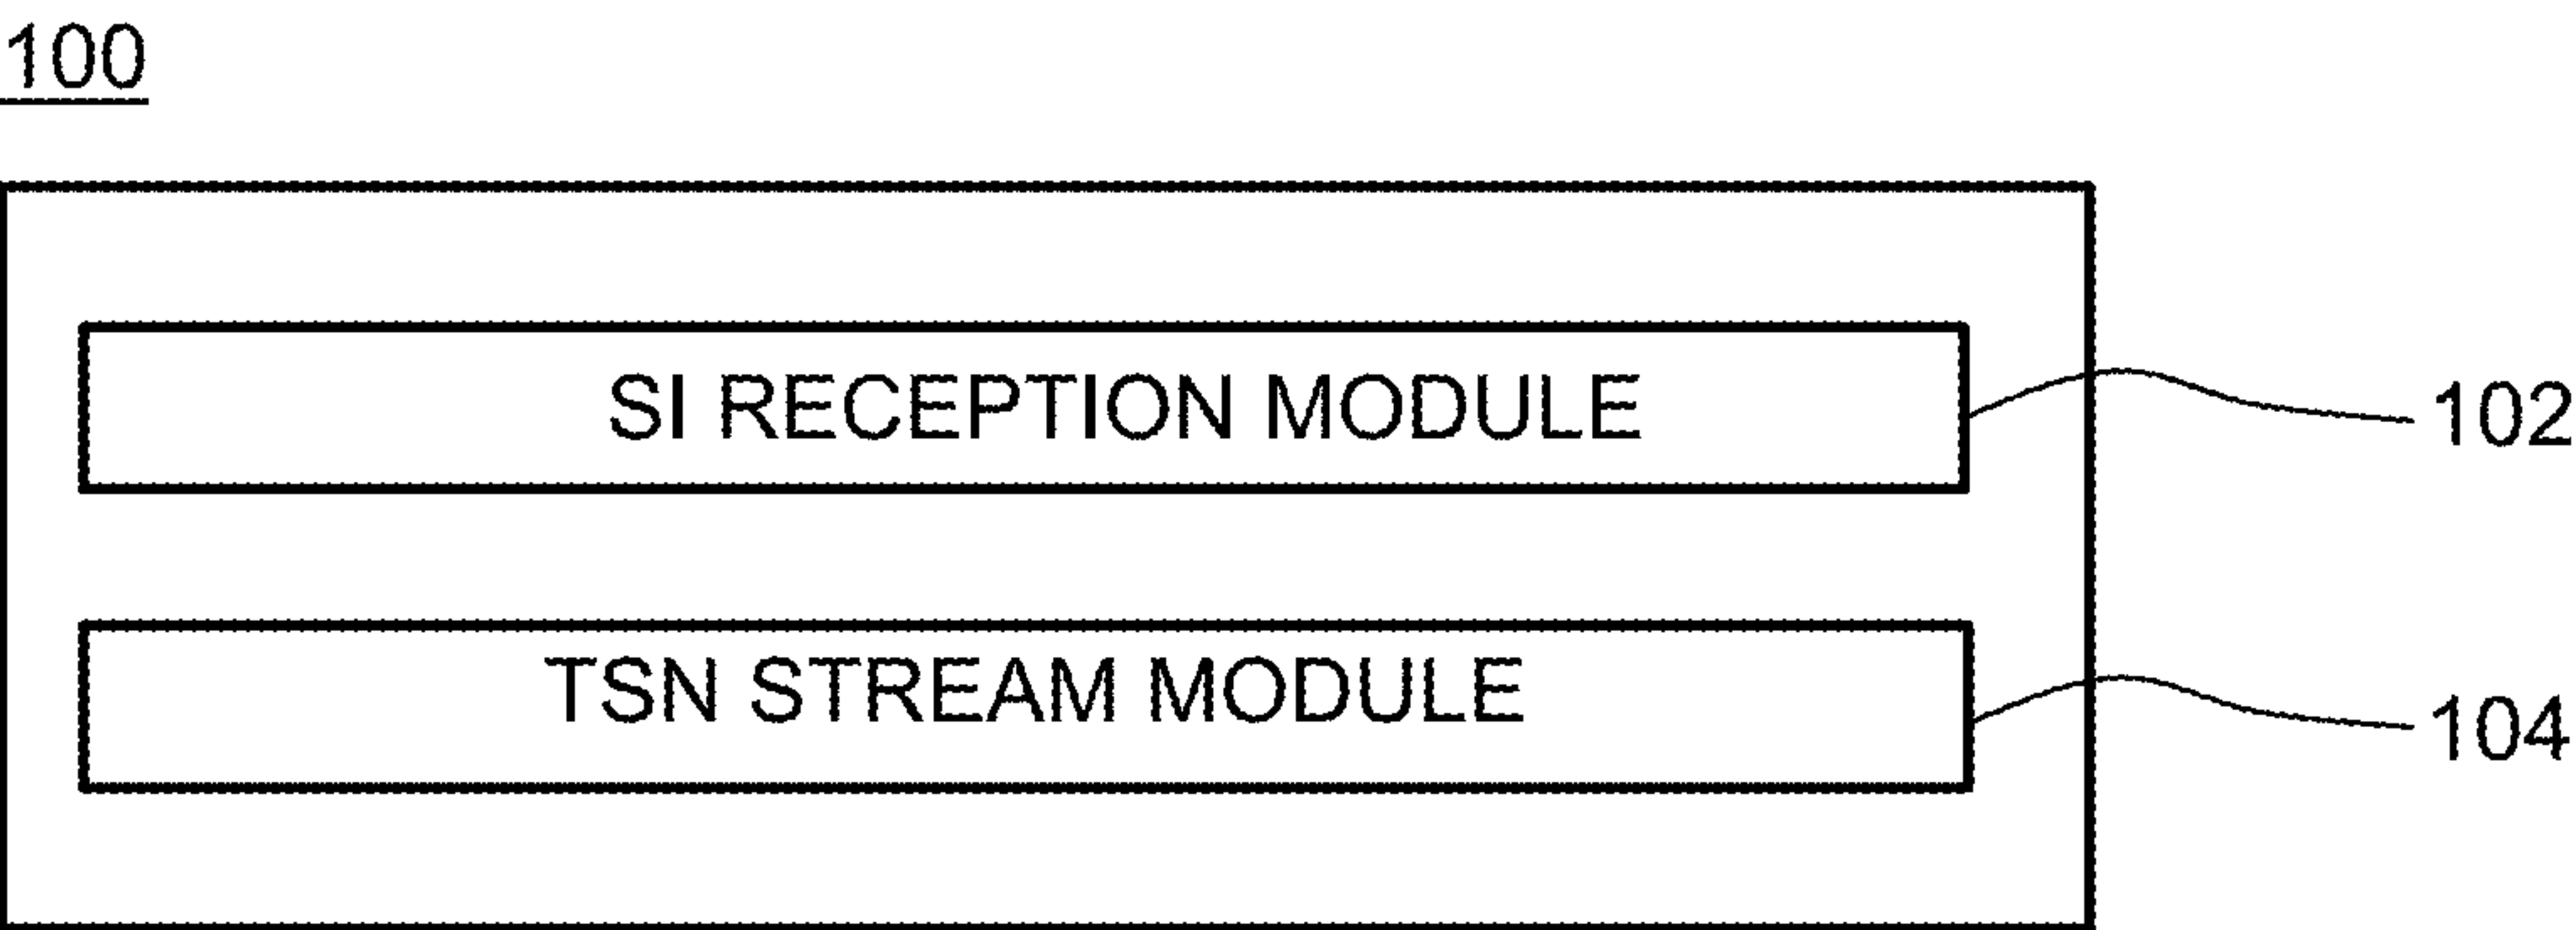 100
SI RECEPTION MODULE
102
TSN STREAM MODULE
104